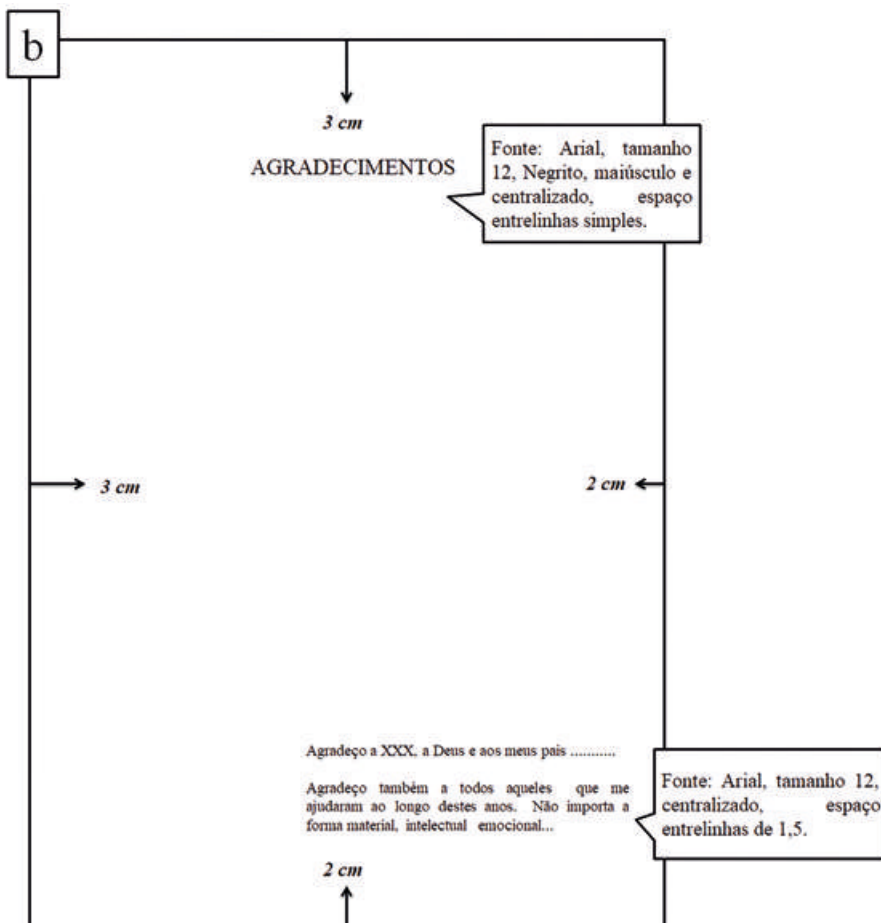 b
3 cm
AGRADECIMENTOS
Fonte: Arial, tamanho
12, Negrito, maiúsculo e
centralizado, espaço
entrelinhas simples.
3 cm
2 cm
Agradeço a XXX, a Deus e aos meus pais ...........
Agradeço também a todos aqueles que me
ajudaram ao longo destes anos. Não importa a
forma material, intelectual emocional...
Fonte: Arial, tamanho 12,
centralizado, espaço
entrelinhas de 1,5.
2 cm